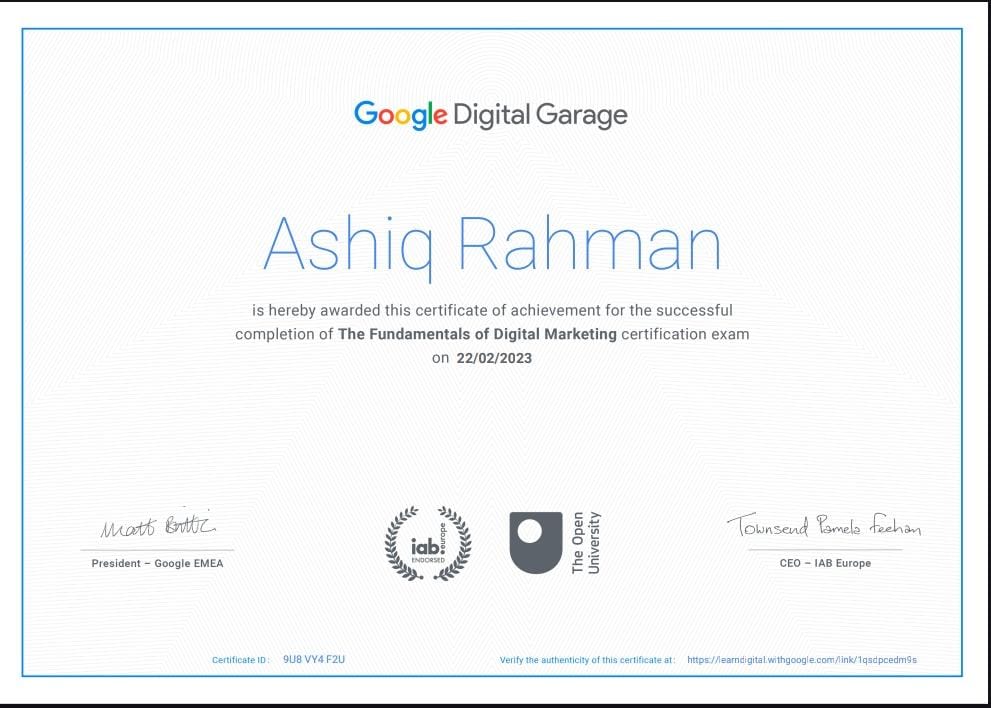 Google Digital Garage
Ashiq Rahman
is hereby awarded this certificate of achievement for the successful
completion of The Fundamentals of Digital Marketing certification exam
on 22/02/2023
Matt Brittin
President – Google EMEA
iab.europe
ENDORSED
The Open
University
Townsend Pamela Feehan
CEO – IAB Europe
Certificate ID : 9U8 VY4 F2U
Verify the authenticity of this certificate at : https://learndigital.withgoogle.com/link/1qsdpcedm9s